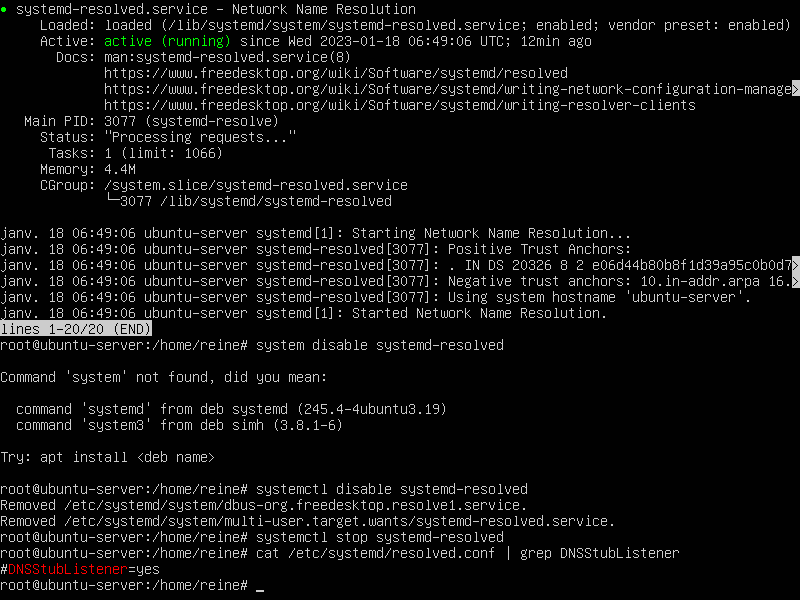 ● systemd-resolved.service - Network Name Resolution
     Loaded: loaded (/lib/systemd/system/systemd-resolved.service; enabled; vendor preset: enabled)
     Active: active (running) since Wed 2023-01-18 06:49:06 UTC; 12min ago
       Docs: man:systemd-resolved.service(8)
             https://www.freedesktop.org/wiki/Software/systemd/resolved
             https://www.freedesktop.org/wiki/Software/systemd/writing-network-configuration-manage>
             https://www.freedesktop.org/wiki/Software/systemd/writing-resolver-clients
   Main PID: 3077 (systemd-resolve)
     Status: "Processing requests..."
      Tasks: 1 (limit: 1066)
     Memory: 4.4M
     CGroup: /system.slice/systemd-resolved.service
             └─3077 /lib/systemd/systemd-resolved
janv. 18 06:49:06 ubuntu-server systemd[1]: Starting Network Name Resolution...
janv. 18 06:49:06 ubuntu-server systemd-resolved[3077]: Positive Trust Anchors:
janv. 18 06:49:06 ubuntu-server systemd-resolved[3077]: . IN DS 20326 8 2 e06d44b80b8f1d39a95c0b0d7>
janv. 18 06:49:06 ubuntu-server systemd-resolved[3077]: Negative trust anchors: 10.in-addr.arpa 16.>
janv. 18 06:49:06 ubuntu-server systemd-resolved[3077]: Using system hostname 'ubuntu-server'.
janv. 18 06:49:06 ubuntu-server systemd[1]: Started Network Name Resolution.
lines 1-20/20 (END)
root@ubuntu-server:/home/reine# system disable systemd-resolved
Command 'system' not found, did you mean:
  command 'systemd' from deb systemd (245.4-4ubuntu3.19)
  command 'system3' from deb simh (3.8.1-6)
Try: apt install <deb name>
root@ubuntu-server:/home/reine# systemctl disable systemd-resolved
Removed /etc/systemd/system/dbus-org.freedesktop.resolve1.service.
Removed /etc/systemd/system/multi-user.target.wants/systemd-resolved.service.
root@ubuntu-server:/home/reine# systemctl stop systemd-resolved
root@ubuntu-server:/home/reine# cat /etc/systemd/resolved.conf | grep DNSStubListener
#DNSStubListener=yes
root@ubuntu-server:/home/reine# _